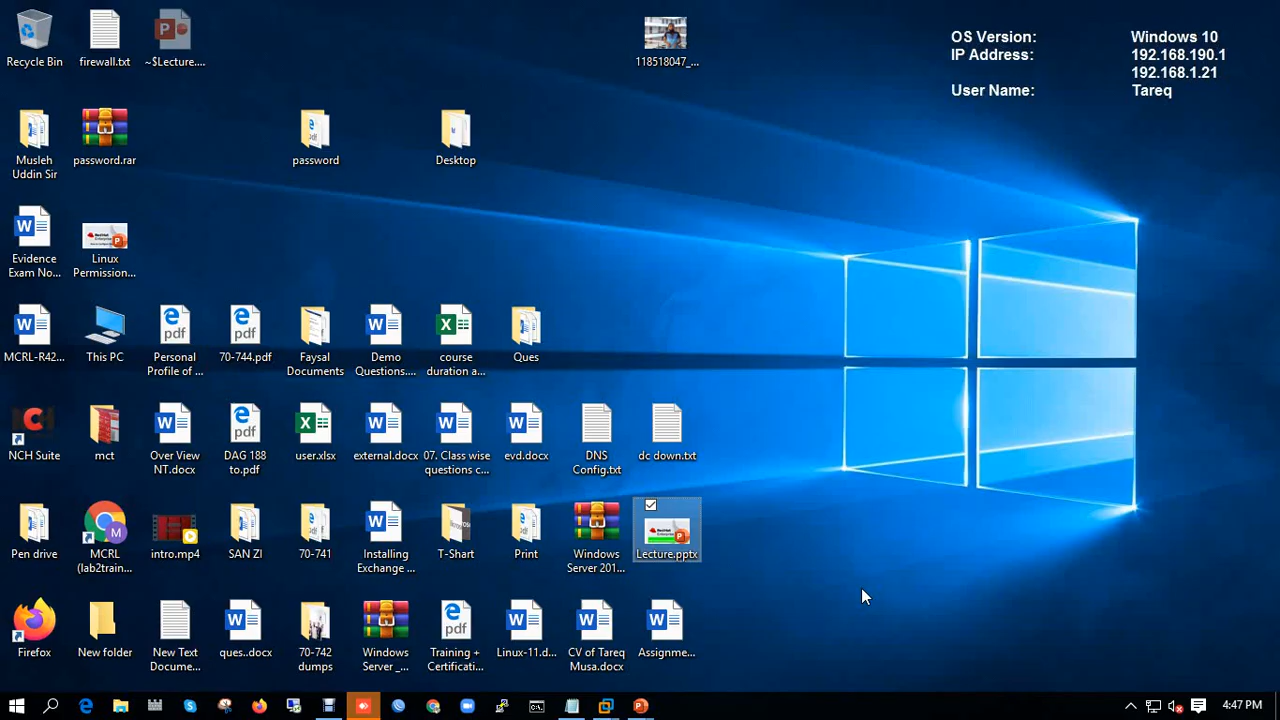 OS Version: Windows 10
IP Address: 192.168.190.1
192.168.1.21
User Name: Tareq
Recycle Bin
firewall.txt
~$Lecture....
118518047_...
Musleh
Uddin Sir
password.rar
password
Desktop
Evidence
Exam No...
Linux
Permission...
MCRL-R42...
This PC
Personal
Profile of ...
70-744.pdf
Faysal
Documents
Demo
Questions....
course
duration a...
Ques
NCH Suite
mct
Over View
NT.docx
DAG 188
to.pdf
user.xlsx
external.docx
07. Class wise
questions c...
evd.docx
DNS
Config.txt
dc down.txt
Pen drive
MCRL
(lab2train...
intro.mp4
SAN ZI
70-741
Installing
Exchange ...
T-Shart
Print
Windows
Server 201...
Lecture.pptx
Firefox
New folder
New Text
Docume...
ques..docx
70-742
dumps
Windows
Server _...
Training +
Certificati...
Linux-11.d...
CV of Tareq
Musa.docx
Assignme...
4:47 PM